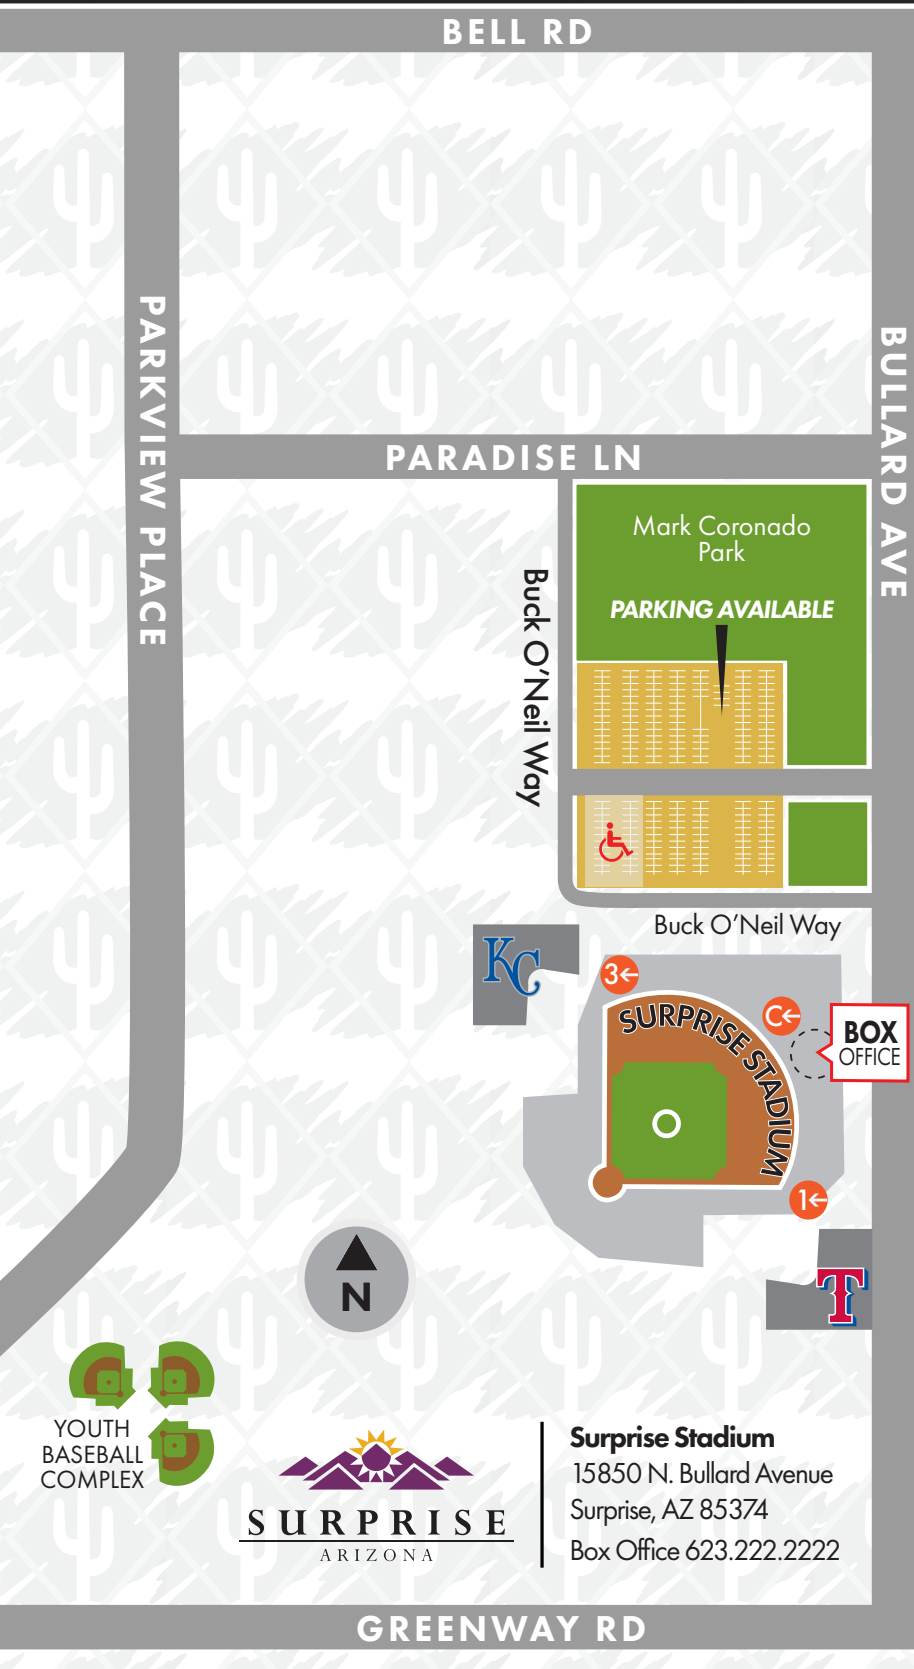 BELL RD
PARKVIEW PLACE
BULLARD AVE
PARADISE LN
Mark Coronado
Park
PARKING AVAILABLE
Buck O'Neil Way
Buck O'Neil Way
KC
3
C
SURPRISE STADIUM
BOX
OFFICE
1
T
N
YOUTH
BASEBALL
COMPLEX
SURPRISE
ARIZONA
Surprise Stadium
15850 N. Bullard Avenue
Surprise, AZ 85374
Box Office 623.222.2222
GREENWAY RD